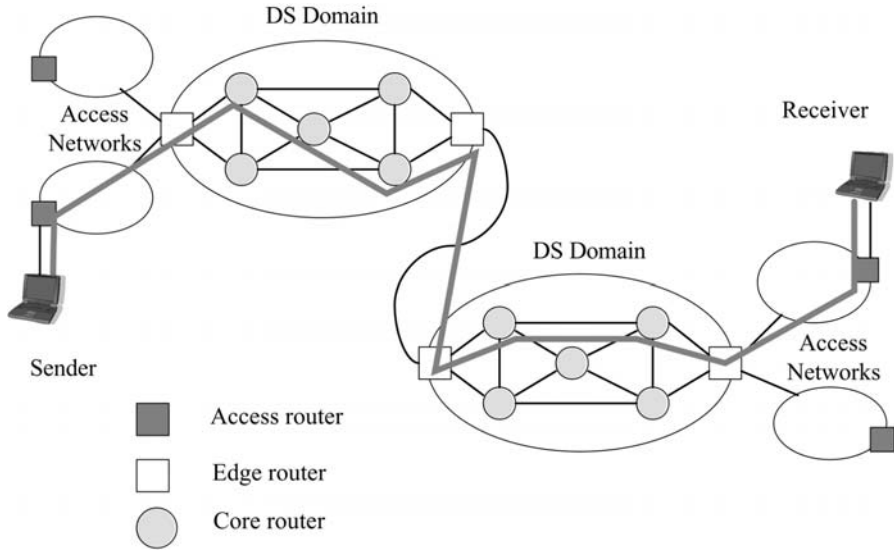 DS Domain
Access
Networks
Receiver
Sender
DS Domain
Access
Networks
Access router
Edge router
Core router